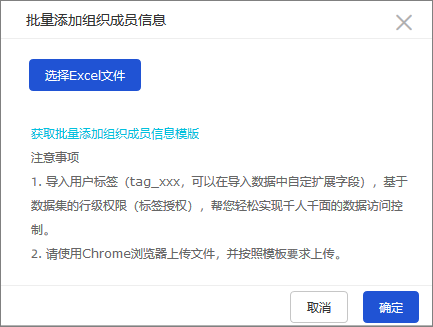 批量添加组织成员信息
选择Excel文件
获取批量添加组织成员信息模版
注意事项
1. 导入用户标签（tag_xxx，可以在导入数据中自定扩展字段），基于
数据集的行级权限（标签授权），帮您轻松实现千人千面的数据访问控
制。
2. 请使用Chrome浏览器上传文件，并按照模板要求上传。
取消
确定